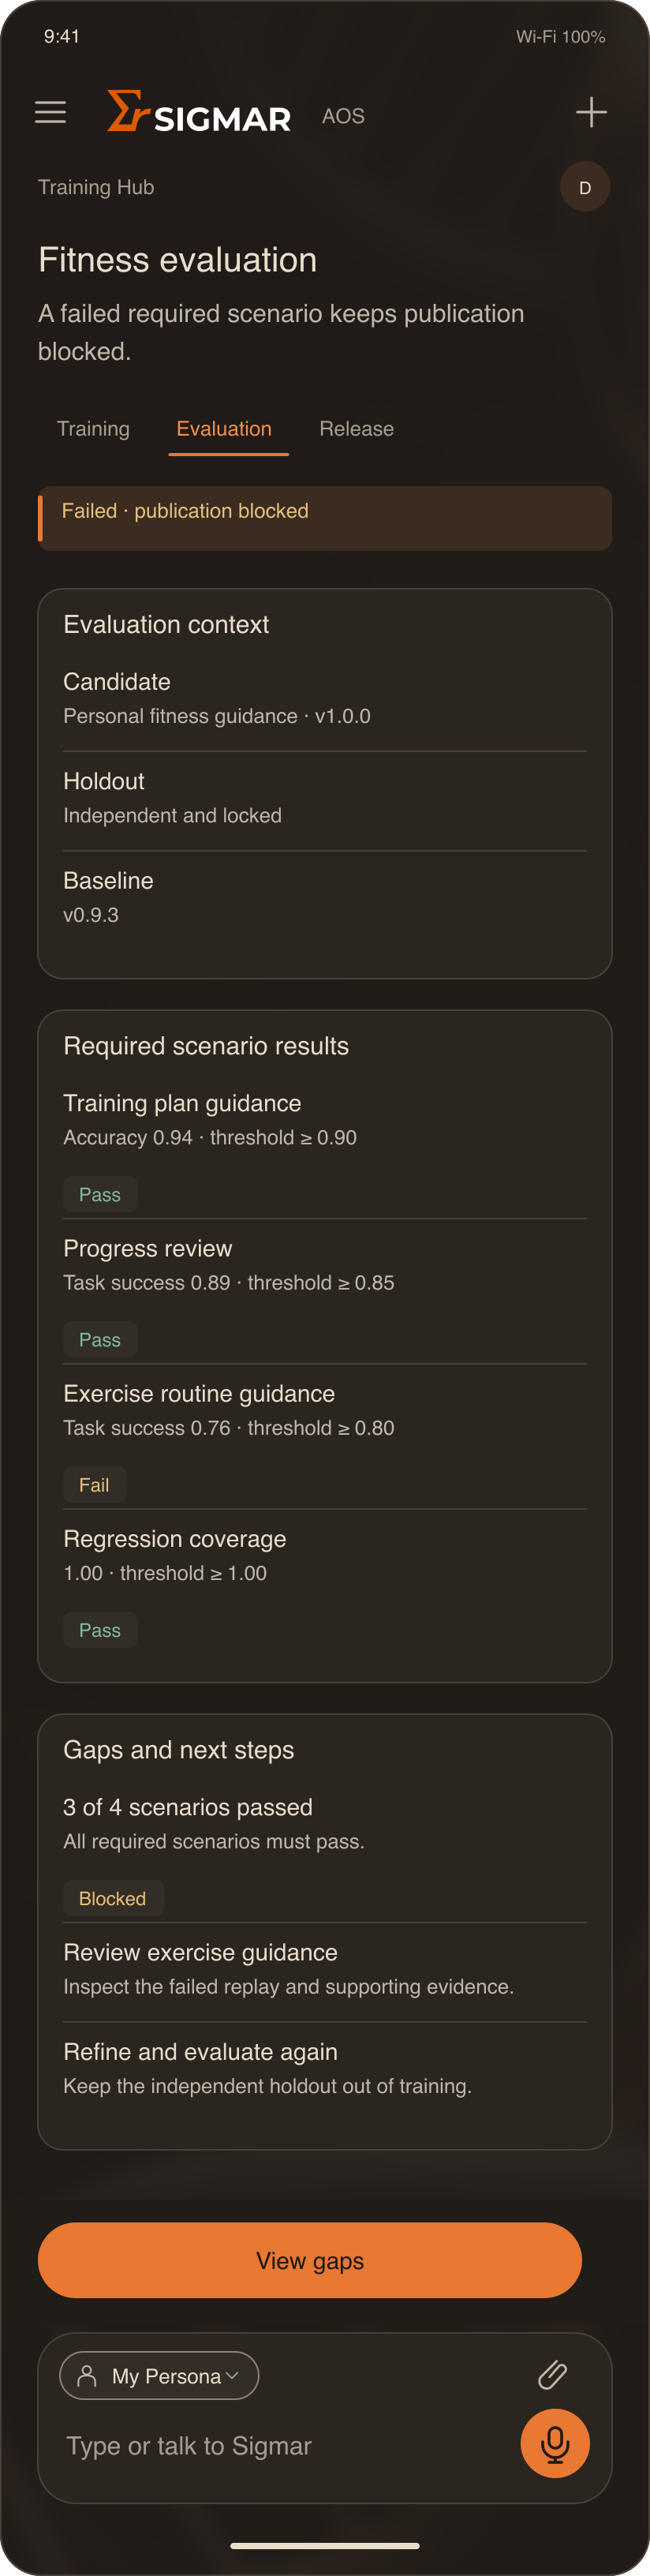 9:41
Wi-Fi 100%
Σr SIGMAR
AOS
Training Hub
D
Fitness evaluation
A failed required scenario keeps publication
blocked.
Training
Evaluation
Release
Failed · publication blocked
Evaluation context
Candidate
Personal fitness guidance · v1.0.0
Holdout
Independent and locked
Baseline
v0.9.3
Required scenario results
Training plan guidance
Accuracy 0.94 · threshold ≥ 0.90
Pass
Progress review
Task success 0.89 · threshold ≥ 0.85
Pass
Exercise routine guidance
Task success 0.76 · threshold ≥ 0.80
Fail
Regression coverage
1.00 · threshold ≥ 1.00
Pass
Gaps and next steps
3 of 4 scenarios passed
All required scenarios must pass.
Blocked
Review exercise guidance
Inspect the failed replay and supporting evidence.
Refine and evaluate again
Keep the independent holdout out of training.
View gaps
My Persona
Type or talk to Sigmar